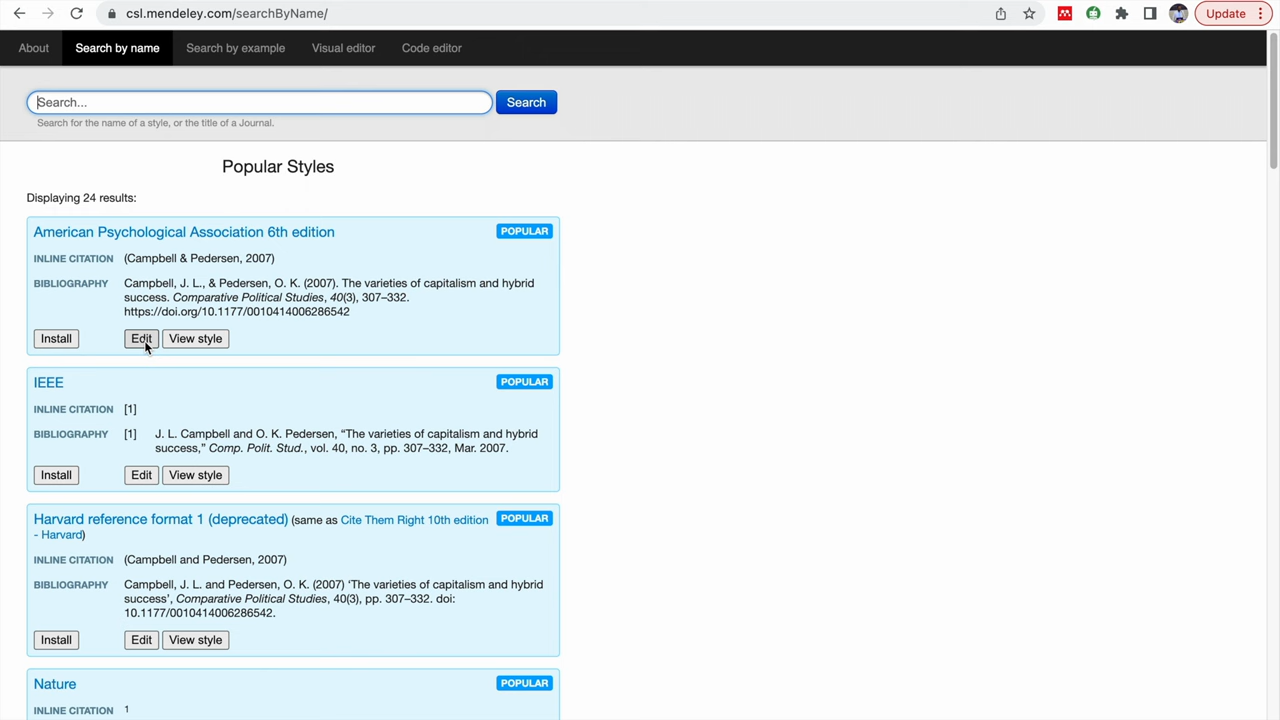 csl.mendeley.com/searchByName/
Update
About
Search by name
Search by example
Visual editor
Code editor
Search...
Search
Search for the name of a style, or the title of a Journal.
Popular Styles
Displaying 24 results:
American Psychological Association 6th edition
POPULAR
INLINE CITATION (Campbell & Pedersen, 2007)
BIBLIOGRAPHY Campbell, J. L., & Pedersen, O. K. (2007). The varieties of capitalism and hybrid
success. Comparative Political Studies, 40(3), 307–332.
https://doi.org/10.1177/0010414006286542
Install
Edit
View style
IEEE
POPULAR
INLINE CITATION [1]
BIBLIOGRAPHY [1] J. L. Campbell and O. K. Pedersen, “The varieties of capitalism and hybrid
success,” Comp. Polit. Stud., vol. 40, no. 3, pp. 307–332, Mar. 2007.
Install
Edit
View style
Harvard reference format 1 (deprecated) (same as Cite Them Right 10th edition
- Harvard)
POPULAR
INLINE CITATION (Campbell and Pedersen, 2007)
BIBLIOGRAPHY Campbell, J. L. and Pedersen, O. K. (2007) ‘The varieties of capitalism and hybrid
success’, Comparative Political Studies, 40(3), pp. 307–332. doi:
10.1177/0010414006286542.
Install
Edit
View style
Nature
POPULAR
INLINE CITATION 1